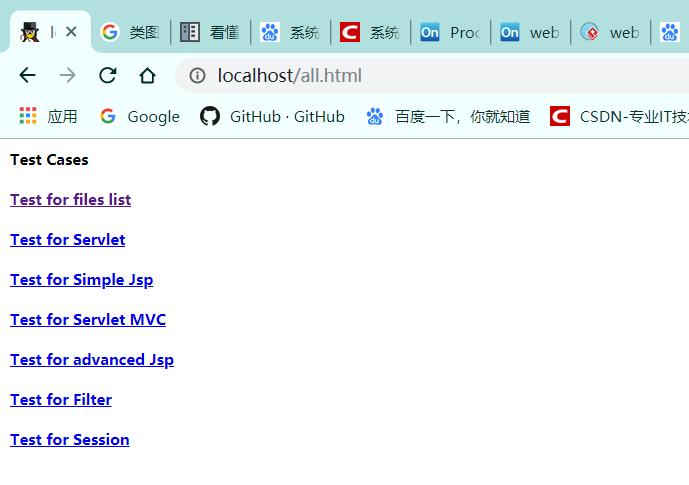 类图
看懂
系统
系统
Proc
web
web
localhost/all.html
应用
Google
GitHub · GitHub
百度一下，你就知道
CSDN-专业IT技
Test Cases
Test for files list
Test for Servlet
Test for Simple Jsp
Test for Servlet MVC
Test for advanced Jsp
Test for Filter
Test for Session